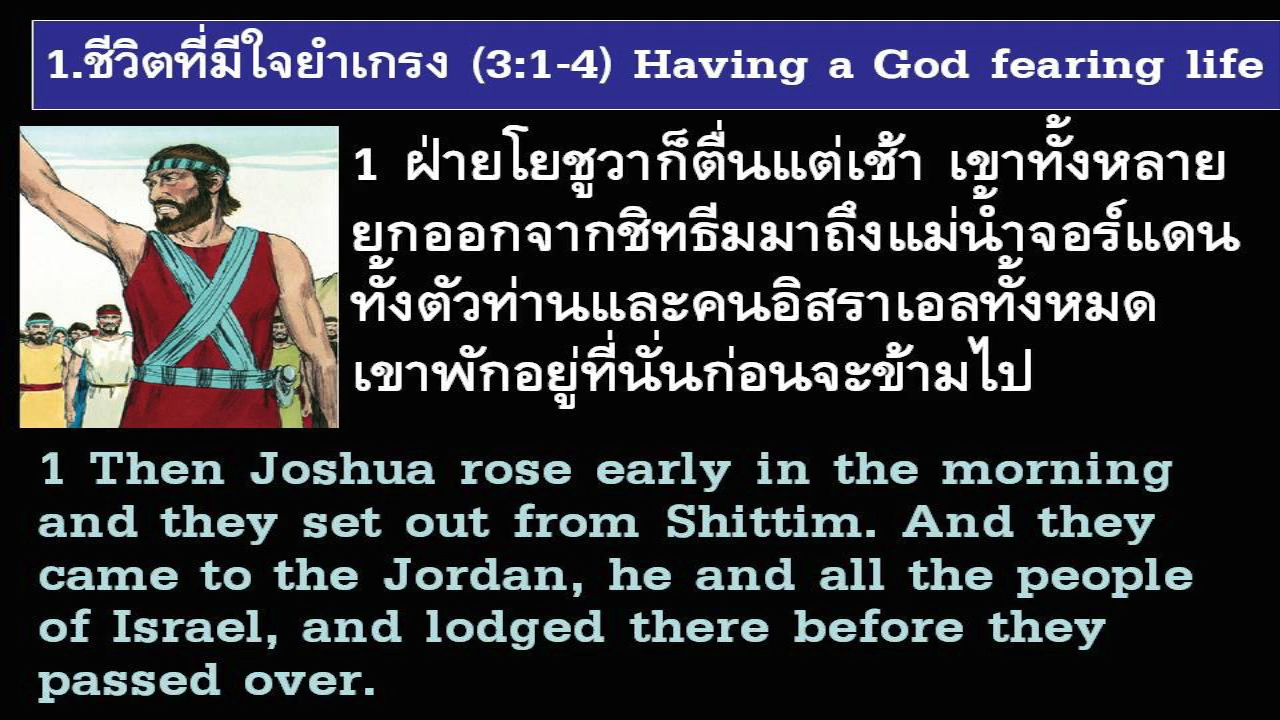 1.ชีวิตที่มีใจยำเกรง (3:1-4) Having a God fearing life
1 ฝ่ายโยชูวาก็ตื่นแต่เช้า เขาทั้งหลาย
ยกออกจากชิทธีมมาถึงแม่น้ำจอร์แดน
ทั้งตัวท่านและคนอิสราเอลทั้งหมด
เขาพักอยู่ที่นั่นก่อนจะข้ามไป
1 Then Joshua rose early in the morning
and they set out from Shittim. And they
came to the Jordan, he and all the people
of Israel, and lodged there before they
passed over.